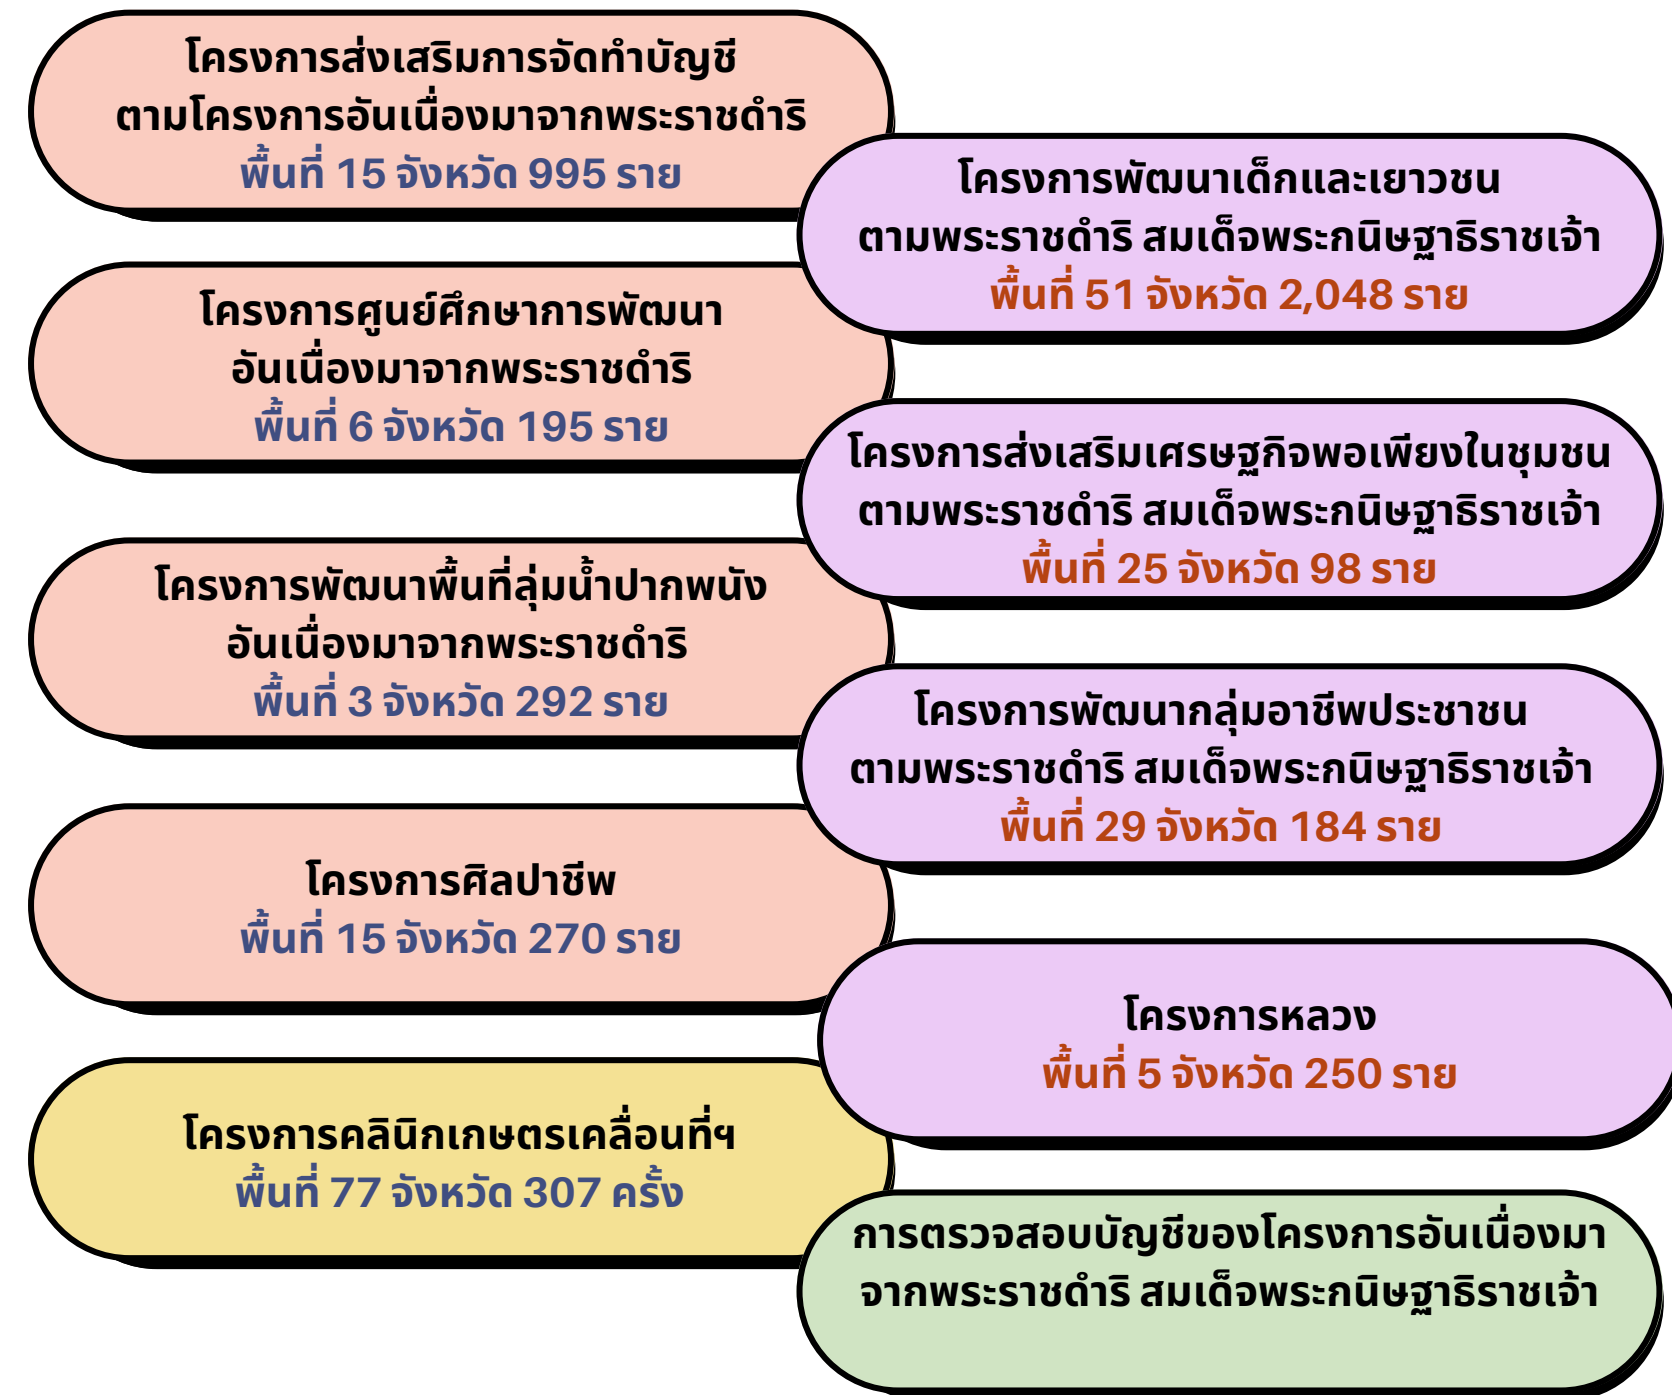 โครงการส่งเสริมการจัดทำบัญชี
ตามโครงการอันเนื่องมาจากพระราชดำริ
พื้นที่ 15 จังหวัด 995 ราย
โครงการพัฒนาเด็กและเยาวชน
ตามพระราชดำริ สมเด็จพระกนิษฐาธิราชเจ้า
พื้นที่ 51 จังหวัด 2,048 ราย
โครงการศูนย์ศึกษาการพัฒนา
อันเนื่องมาจากพระราชดำริ
พื้นที่ 6 จังหวัด 195 ราย
โครงการส่งเสริมเศรษฐกิจพอเพียงในชุมชน
ตามพระราชดำริ สมเด็จพระกนิษฐาธิราชเจ้า
พื้นที่ 25 จังหวัด 98 ราย
โครงการพัฒนาพื้นที่ลุ่มน้ำปากพนัง
อันเนื่องมาจากพระราชดำริ
พื้นที่ 3 จังหวัด 292 ราย
โครงการพัฒนากลุ่มอาชีพประชาชน
ตามพระราชดำริ สมเด็จพระกนิษฐาธิราชเจ้า
พื้นที่ 29 จังหวัด 184 ราย
โครงการศิลปาชีพ
พื้นที่ 15 จังหวัด 270 ราย
โครงการหลวง
พื้นที่ 5 จังหวัด 250 ราย
โครงการคลินิกเกษตรเคลื่อนที่ฯ
พื้นที่ 77 จังหวัด 307 ครั้ง
การตรวจสอบบัญชีของโครงการอันเนื่องมา
จากพระราชดำริ สมเด็จพระกนิษฐาธิราชเจ้า